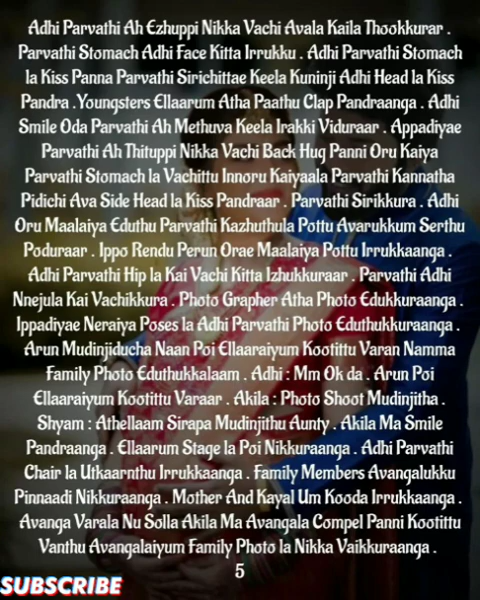 Adhi Parvathi Ah Ezhuppi Nikka Vachi Avala Kaila Thookkurar .
Parvathi Stomach Adhi Face Kitta Irrukku . Adhi Parvathi Stomach
la Kiss Panna Parvathi Sirichittae Keela Kuninji Adhi Head la Kiss
Pandra .Youngsters Ellaarum Atha Paathu Clap Pandraanga . Adhi
Smile Oda Parvathi Ah Methuva Keela Irakki Viduraar . Appadiyae
Parvathi Ah Thituppi Nikka Vachi Back Hug Panni Oru Kaiya
Parvathi Stomach la Vachittu Innoru Kaiyaala Parvathi Kannatha
Pidichi Ava Side Head la Kiss Pandraar . Parvathi Sirikkura . Adhi
Oru Maalaiya Eduthu Parvathi Kazhuthula Pottu Avarukkum Serthu
Poduraar . Ippo Rendu Perun Orae Maalaiya Pottu Irrukkaanga .
Adhi Parvathi Hip la Kai Vachi Kitta Izhukkuraar . Parvathi Adhi
Nnejula Kai Vachikkura . Photo Grapher Atha Photo Edukkuraanga .
Ippadiyae Neraiya Poses la Adhi Parvathi Photo Eduthukkuraanga .
Arun Mudinjiducha Naan Poi Ellaaraiyum Kootittu Varan Namma
Family Photo Eduthukkalaam . Adhi : Mm Ok da . Arun Poi
Ellaaraiyum Kootittu Varaar . Akila : Photo Shoot Mudinjitha .
Shyam : Athellaam Sirapa Mudinjithu Aunty . Akila Ma Smile
Pandraanga . Ellaarum Stage la Poi Nikkuraanga . Adhi Parvathi
Chair la Utkaarnthu Irrukkaanga . Family Members Avangalukku
Pinnaadi Nikkuraanga . Mother And Kayal Um Kooda Irrukkaanga .
Avanga Varala Nu Solla Akila Ma Avangala Compel Panni Kootittu
Vanthu Avangalaiyum Family Photo la Nikka Vaikkuraanga .
5
SUBSCRIBE